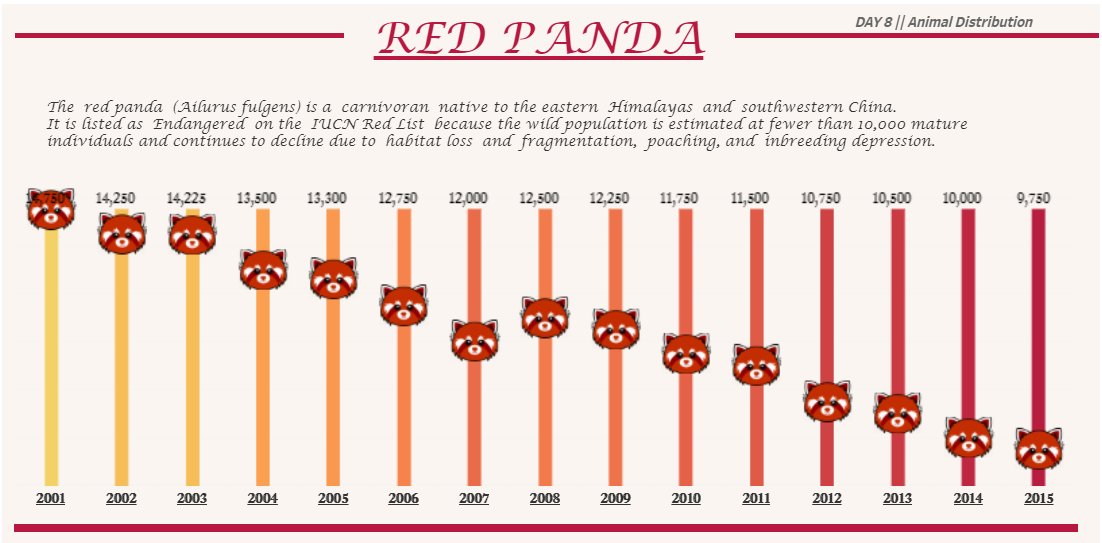 DAY 8 || Animal Distribution
RED PANDA
The red panda (Ailurus fulgens) is a carnivoran native to the eastern Himalayas and southwestern China.
It is listed as Endangered on the IUCN Red List because the wild population is estimated at fewer than 10,000 mature
individuals and continues to decline due to habitat loss and fragmentation, poaching, and inbreeding depression.
14,250 14,225 13,500 13,300 12,750 12,000 12,500 12,250 11,750 11,500 10,750 10,500 10,000 9,750
2001 2002 2003 2004 2005 2006 2007 2008 2009 2010 2011 2012 2013 2014 2015